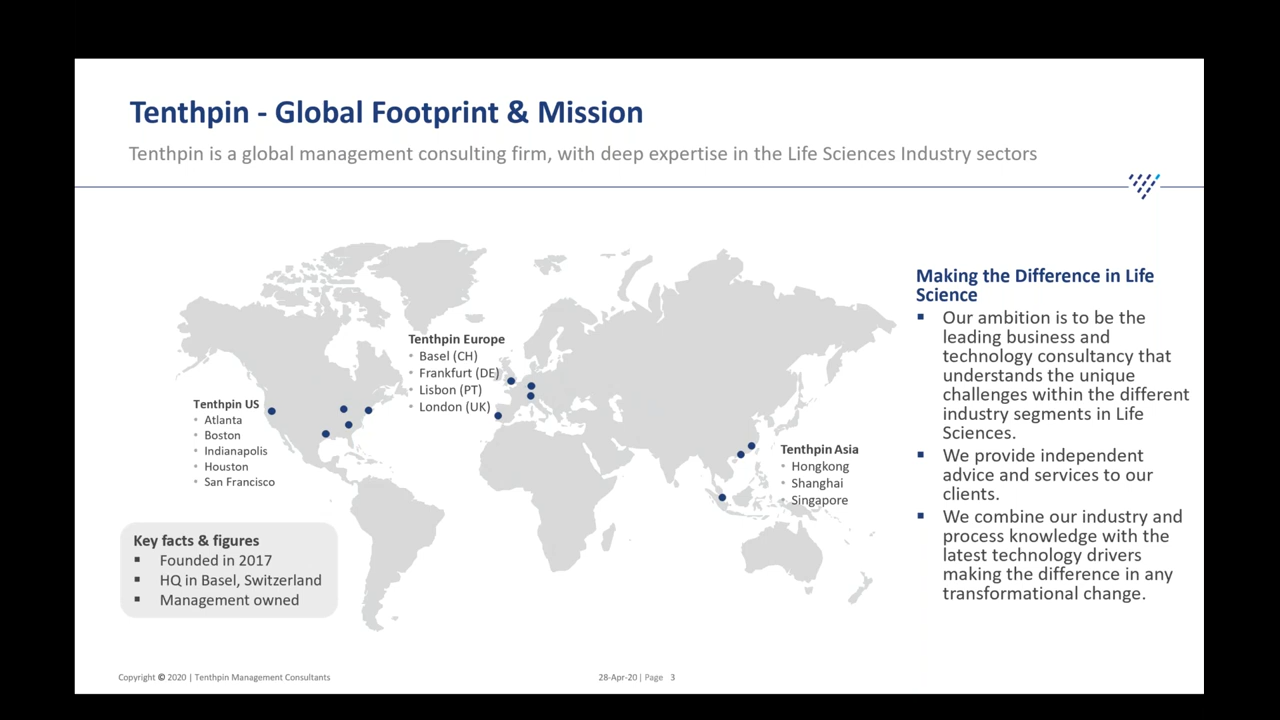 Tenthpin - Global Footprint & Mission
Tenthpin is a global management consulting firm, with deep expertise in the Life Sciences Industry sectors
Tenthpin US
• Atlanta
• Boston
• Indianapolis
• Houston
• San Francisco
Tenthpin Europe
• Basel (CH)
• Frankfurt (DE)
• Lisbon (PT)
• London (UK)
Tenthpin Asia
• Hongkong
• Shanghai
• Singapore
Key facts & figures
▪ Founded in 2017
▪ HQ in Basel, Switzerland
▪ Management owned
Making the Difference in Life
Science
▪ Our ambition is to be the
leading business and
technology consultancy that
understands the unique
challenges within the different
industry segments in Life
Sciences.
▪ We provide independent
advice and services to our
clients.
▪ We combine our industry and
process knowledge with the
latest technology drivers
making the difference in any
transformational change.
Copyright © 2020 | Tenthpin Management Consultants
28-Apr-20 | Page 3